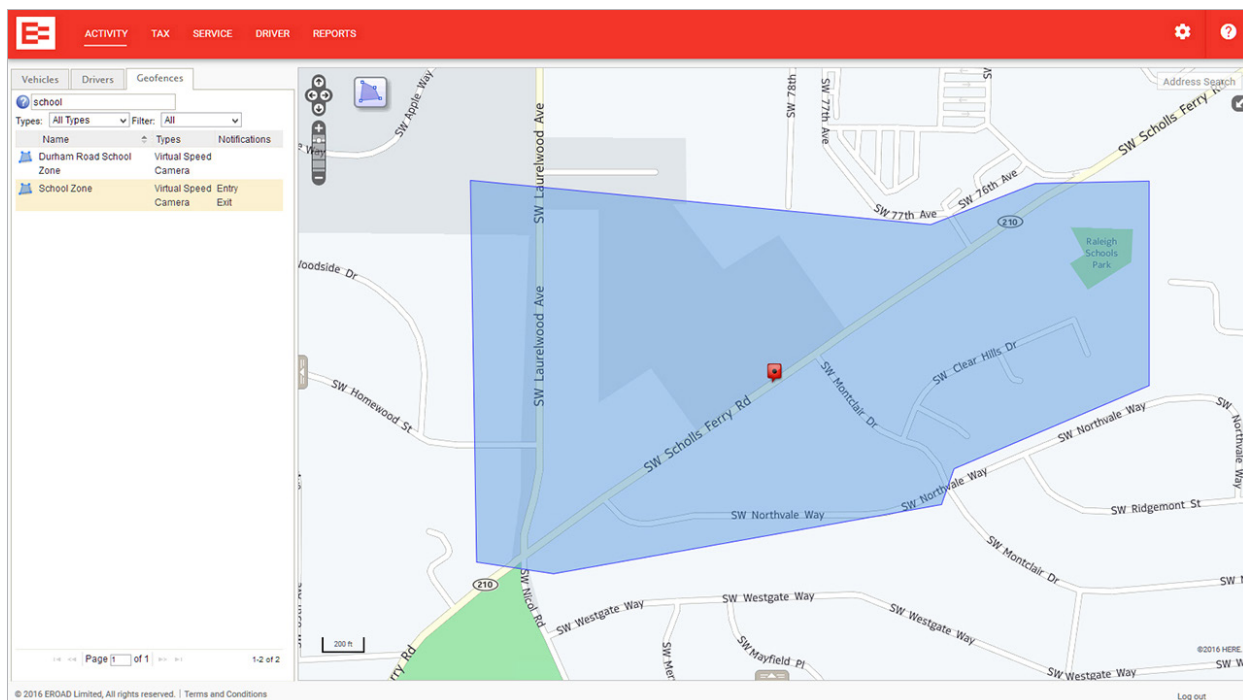 ACTIVITY TAX SERVICE DRIVER REPORTS
Vehicles Drivers Geofences
school
Types: All Types Filter: All
Name Types Notifications
Durham Road School Virtual Speed
Zone Camera
School Zone Virtual Speed Entry
Camera Exit
Page 1 of 1
1-2 of 2
Address Search
SW Apple Way
SW Laurelwood Ave
SW 78th
SW 77th Ave
SW Scholls Ferry
SW 76th Ave
SW 77th Ave
210
Raleigh
Schools
Park
Woodside Dr
SW Laurelwood Ave
SW Clear Hills Dr
SW Montclair Dr
SW Homewood St
SW Scholls Ferry Rd
SW Northvale Way
SW Northvale Way
SW Northvale Way
SW Northvale Way
SW Ridgemont St
SW Montclair Dr
210
SW Nicol Rd
SW Westgate Way
SW Westgate Way
SW Westgate Way
SW Westgate Way
SW Mayfield Pl
Ferry Rd
200 ft
©2016 HERE.
© 2016 EROAD Limited, All rights reserved. | Terms and Conditions
Log out